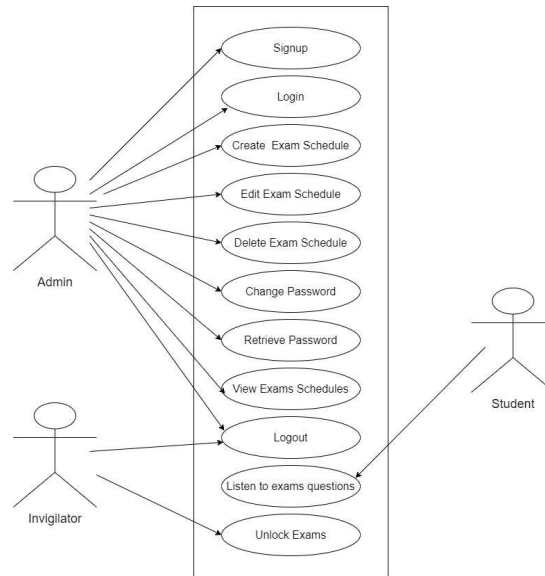 Signup
Login
Create Exam Schedule
Edit Exam Schedule
Delete Exam Schedule
Admin
Change Password
Retrieve Password
View Exams Schedules
Student
Logout
Listen to exams questions
Invigilator
Unlock Exams